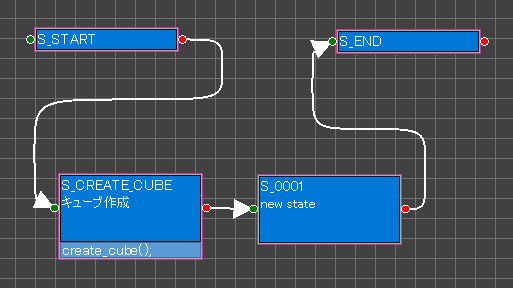 S_START
S_END
S_CREATE_CUBE
キューブ作成
create_cube();
S_0001
new state